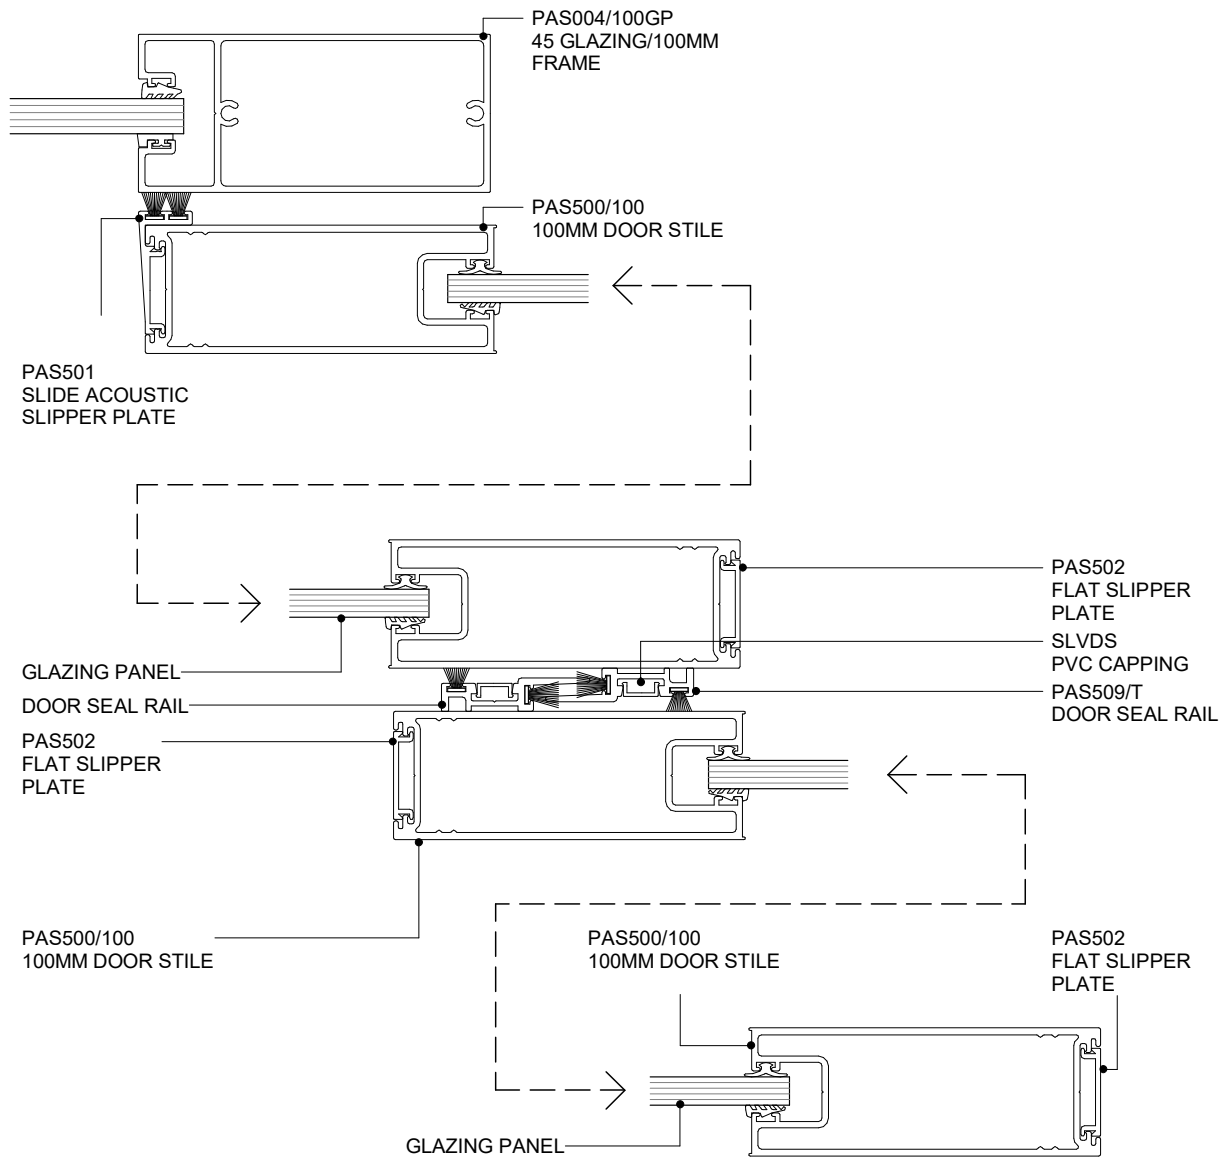 PAS004/100GP
45 GLAZING/100MM
FRAME
PAS500/100
100MM DOOR STILE
PAS501
SLIDE ACOUSTIC
SLIPPER PLATE
PAS502
FLAT SLIPPER
PLATE
SLVDS
PVC CAPPING
PAS509/T
DOOR SEAL RAIL
GLAZING PANEL
DOOR SEAL RAIL
PAS502
FLAT SLIPPER
PLATE
PAS500/100
100MM DOOR STILE
PAS500/100
100MM DOOR STILE
PAS502
FLAT SLIPPER
PLATE
GLAZING PANEL